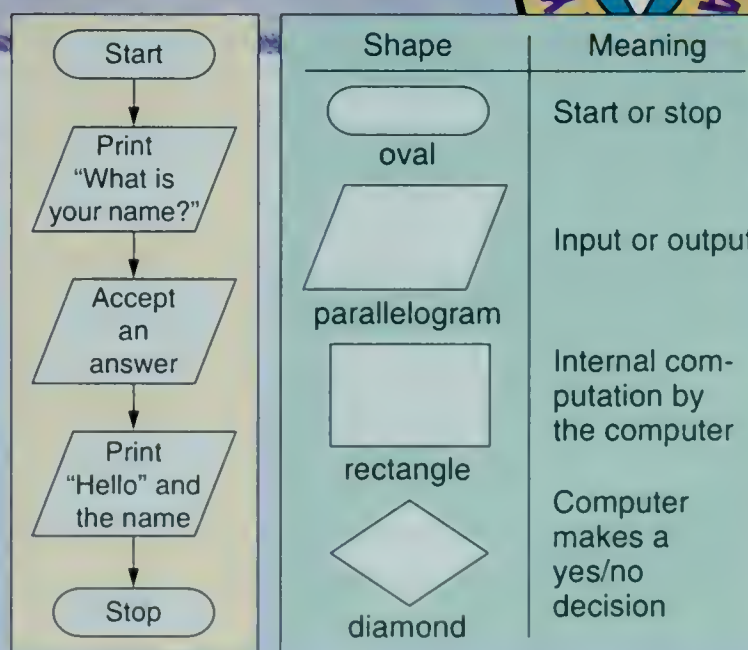 Start
Print
“What is
your name?”
Accept
an
answer
Print
“Hello” and
the name
Stop
Shape Meaning
oval
Start or stop
parallelogram
Input or output
rectangle
Internal com-
putation by
the computer
diamond
Computer
makes a
yes/no
decision